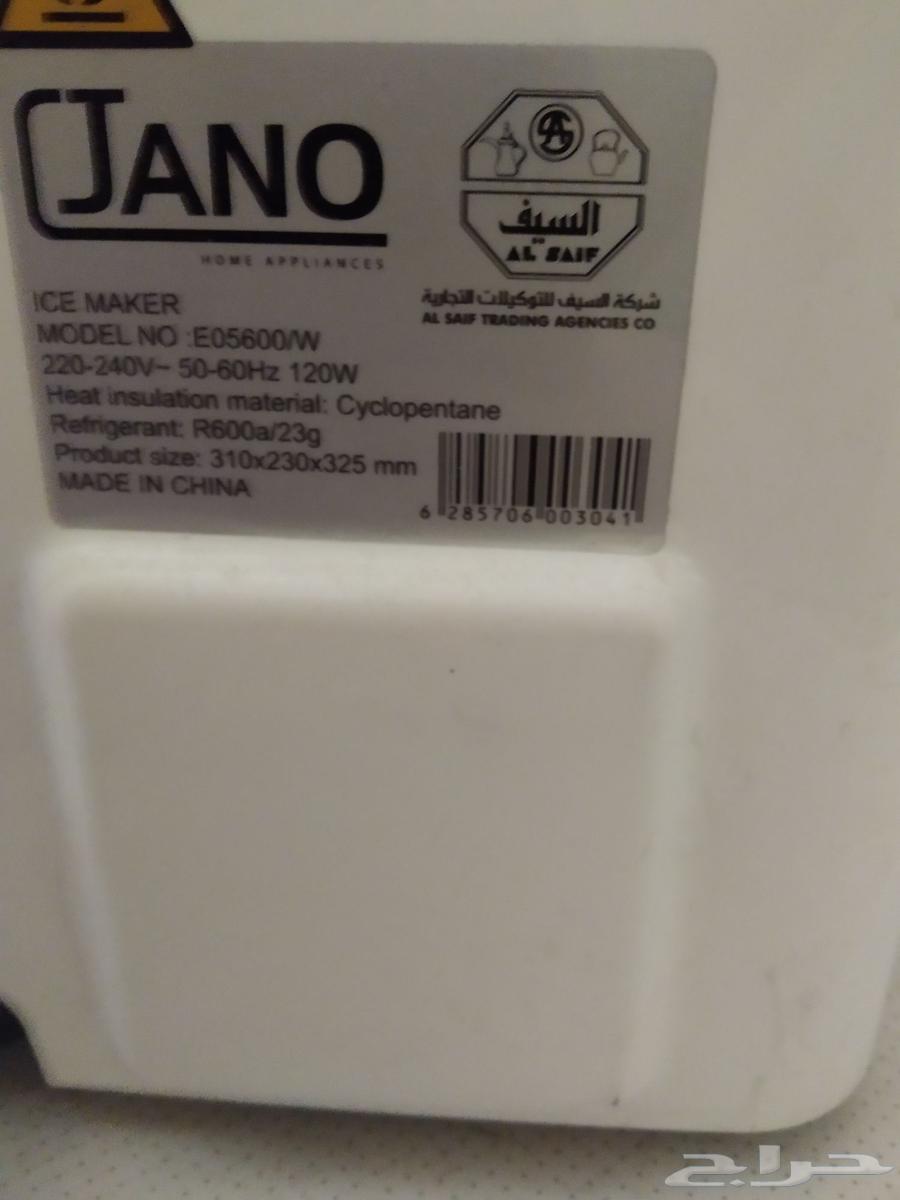 JANO
HOME APPLIANCES
AS
السيف
AL SAIF
شركة السيف للتوكيلات التجارية
AL SAIF TRADING AGENCIES CO
ICE MAKER
MODEL NO :E05600/W
220-240V~ 50-60Hz 120W
Heat insulation material: Cyclopentane
Refrigerant: R600a/23g
Product size: 310x230x325 mm
MADE IN CHINA
6 285706 003041
حراج